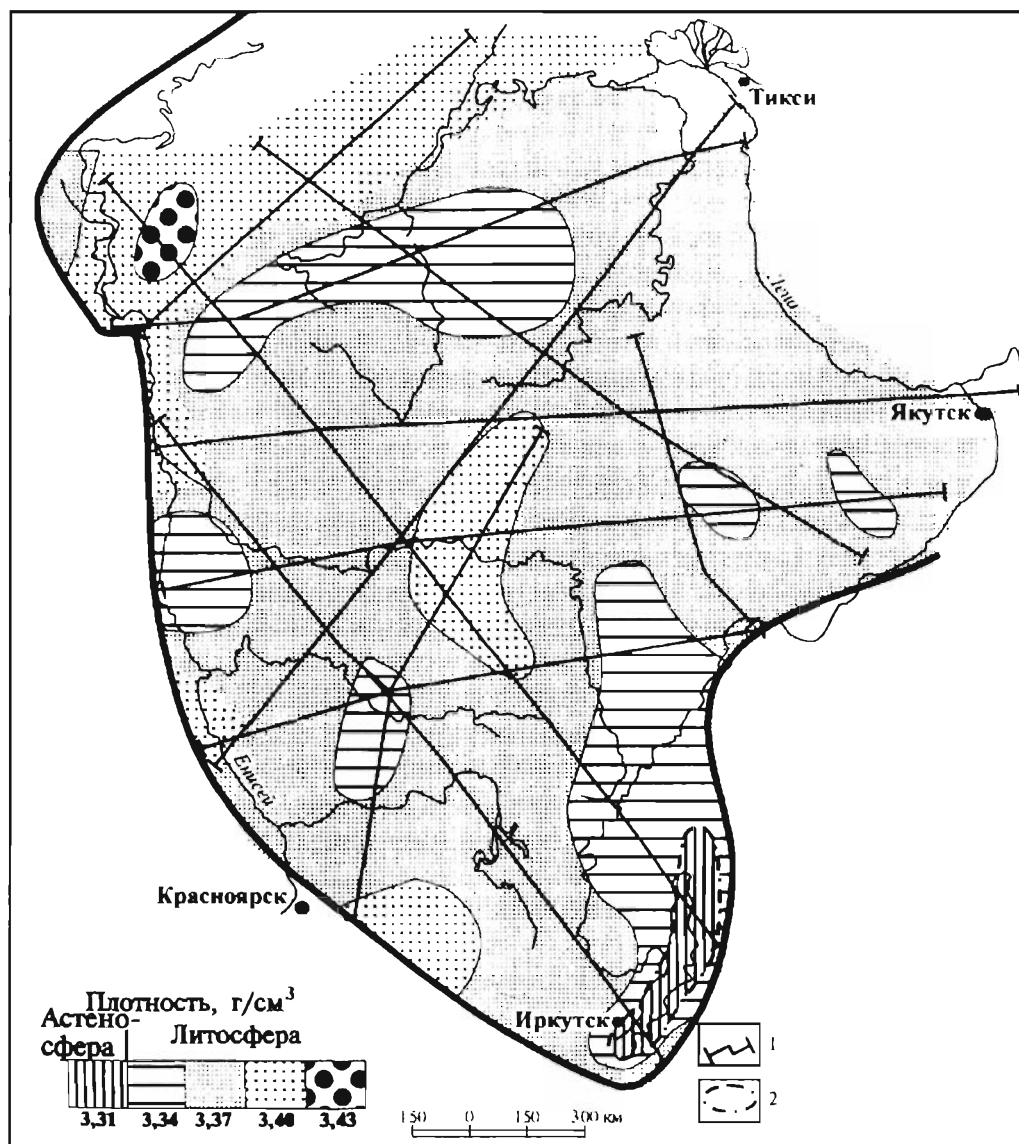 Тикси
Лена
Якутск
Енисей
Красноярск
Иркутск
Плотность, г/см³
Астено-
сфера
Литосфера
3,31 3,34 3,37 3,40 3,43
150 0 150 300 км
1
2